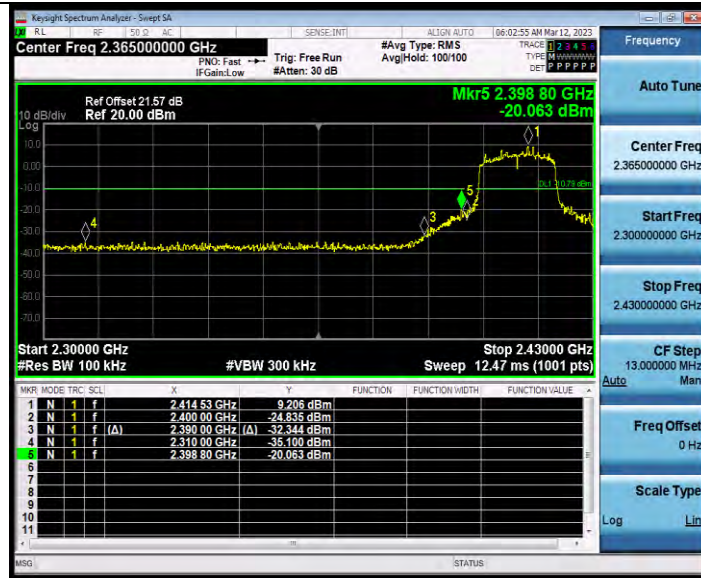 Keysight Spectrum Analyzer - Swept SA
LXI RL RF 50 Ω AC SENSE:INT ALIGN AUTO 06:02:55 AM Mar 12, 2023
Center Freq 2.365000000 GHz
PNO: Fast
IFGain:Low
Trig: Free Run
#Atten: 30 dB
#Avg Type: RMS
Avg|Hold: 100/100
TRACE 1 2 3 4 5 6
TYPE M WWWWW
DET P P P P P P
Frequency
Mkr5 2.398 80 GHz
-20.063 dBm
Ref Offset 21.57 dB
10 dB/div Ref 20.00 dBm
Log
10.0
0.00
-10.0
-20.0
-30.0
-40.0
-50.0
-60.0
-70.0
1
5
3
4
DL1 -10.79 dBm
Start 2.30000 GHz
Stop 2.43000 GHz
#Res BW 100 kHz
#VBW 300 kHz
Sweep 12.47 ms (1001 pts)
MKR MODE TRC SCL X Y FUNCTION FUNCTION WIDTH FUNCTION VALUE
1 N 1 f 2.414 53 GHz 9.206 dBm
2 N 1 f 2.400 00 GHz -24.835 dBm
3 N 1 f (Δ) 2.390 00 GHz (Δ) -32.344 dBm
4 N 1 f 2.310 00 GHz -35.100 dBm
5 N 1 f 2.398 80 GHz -20.063 dBm
6
7
8
9
10
11
MSG
STATUS
Auto Tune
Center Freq
2.365000000 GHz
Start Freq
2.300000000 GHz
Stop Freq
2.430000000 GHz
CF Step
13.000000 MHz
Auto Man
Freq Offset
0 Hz
Scale Type
Log Lin